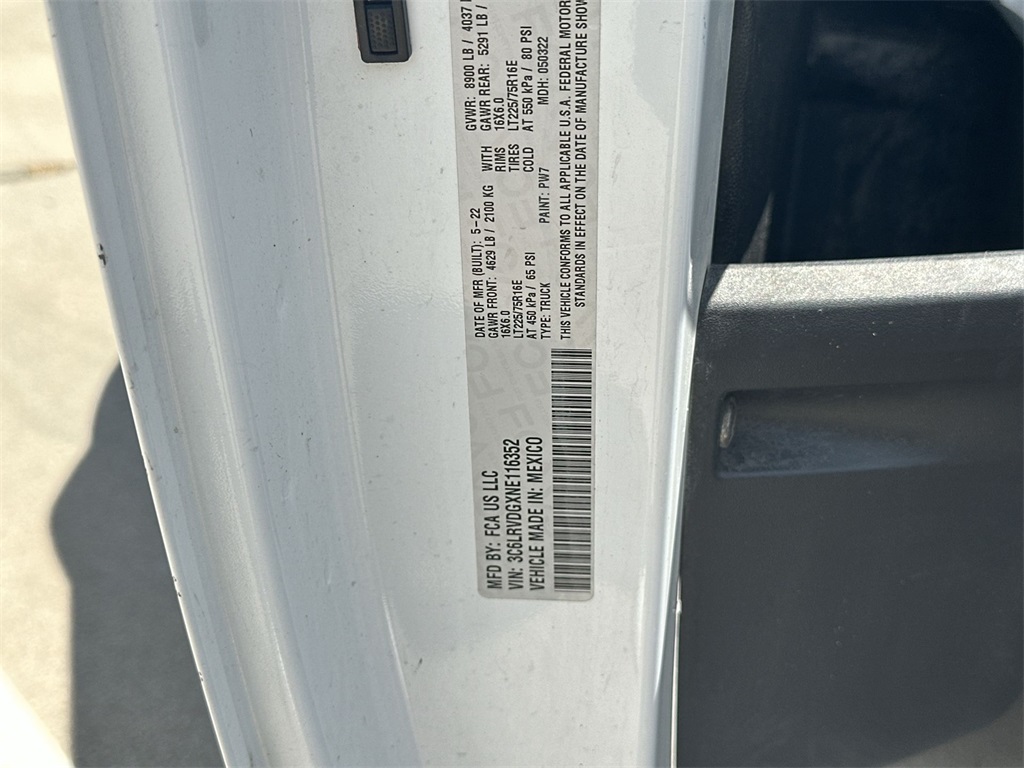 MFD BY: FCA US LLC
VIN: 3C6LRVDGXNE116352
VEHICLE MADE IN: MEXICO
DATE OF MFR (BUILT): 5-22 GVWR: 8900 LB / 4037
GAWR FRONT: 4629 LB / 2100 KG WITH GAWR REAR: 5291 LB /
16X6.0 RIMS 16X6.0
LT225/75R16E TIRES LT225/75R16E
AT 450 kPa / 65 PSI COLD AT 550 kPa / 80 PSI
TYPE: TRUCK PAINT: PW7 MDH: 050322
THIS VEHICLE CONFORMS TO ALL APPLICABLE U.S.A. FEDERAL MOTOR
STANDARDS IN EFFECT ON THE DATE OF MANUFACTURE SHOW